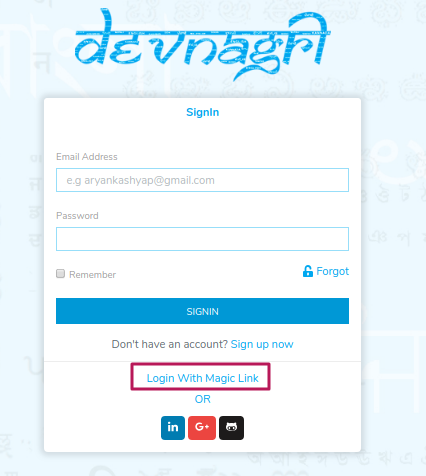 devnagri
SignIn
Email Address
e.g aryankashyap@gmail.com
Password
Remember
Forgot
SIGNIN
Don't have an account? Sign up now
Login With Magic Link
OR
in
G+